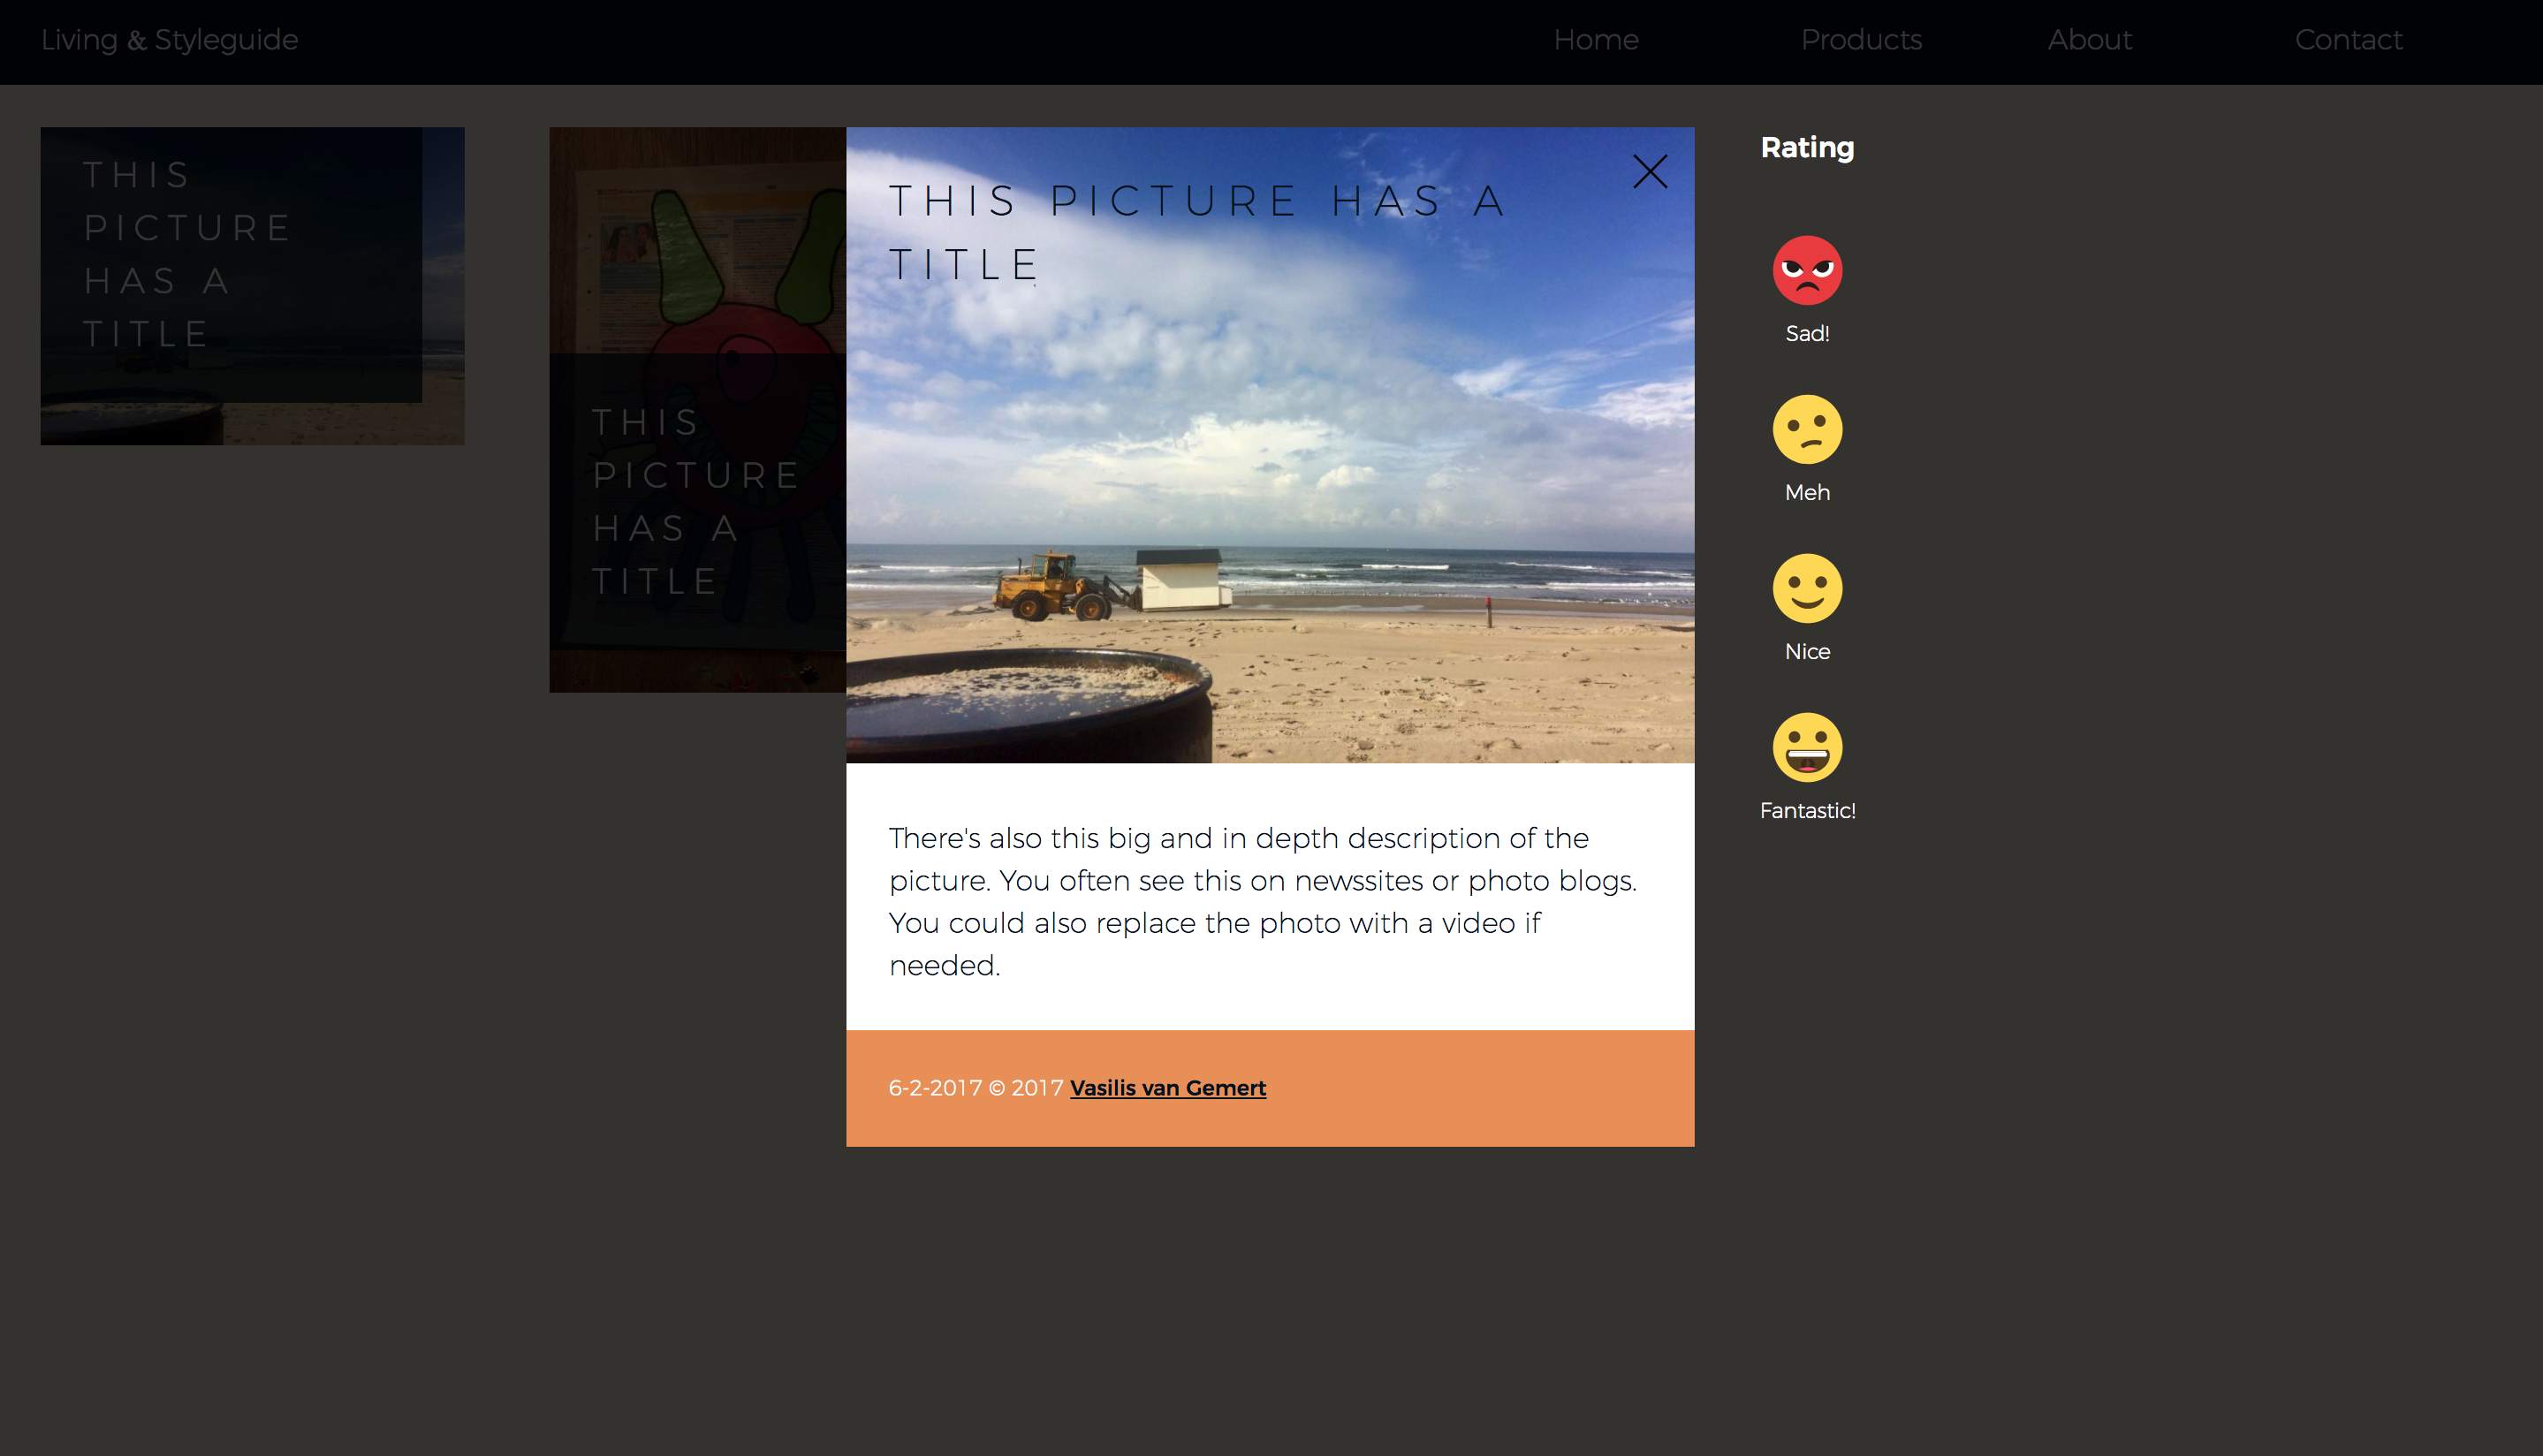 Living & Styleguide
Home
Products
About
Contact
THIS
PICTURE
HAS A
TITLE
THIS
PICTURE
HAS A
TITLE
THIS PICTURE HAS A
TITLE
There's also this big and in depth description of the
picture. You often see this on newssites or photo blogs.
You could also replace the photo with a video if
needed.
6-2-2017 © 2017 Vasilis van Gemert
Rating
Sad!
Meh
Nice
Fantastic!